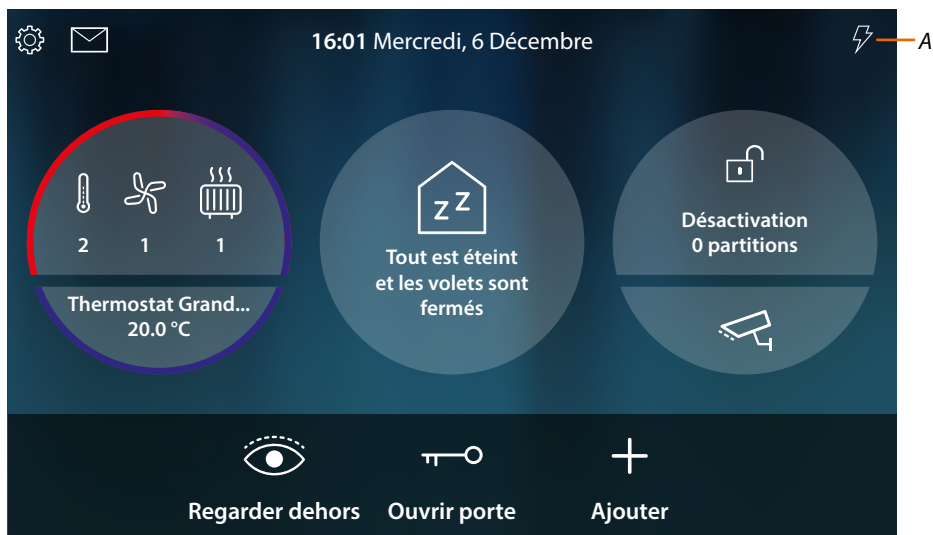 16:01 Mercredi, 6 Décembre
A
2 1 1
Thermostat Grand...
20.0 °C
z Z
Tout est éteint
et les volets sont
fermés
Désactivation
0 partitions
Regarder dehors
Ouvrir porte
Ajouter